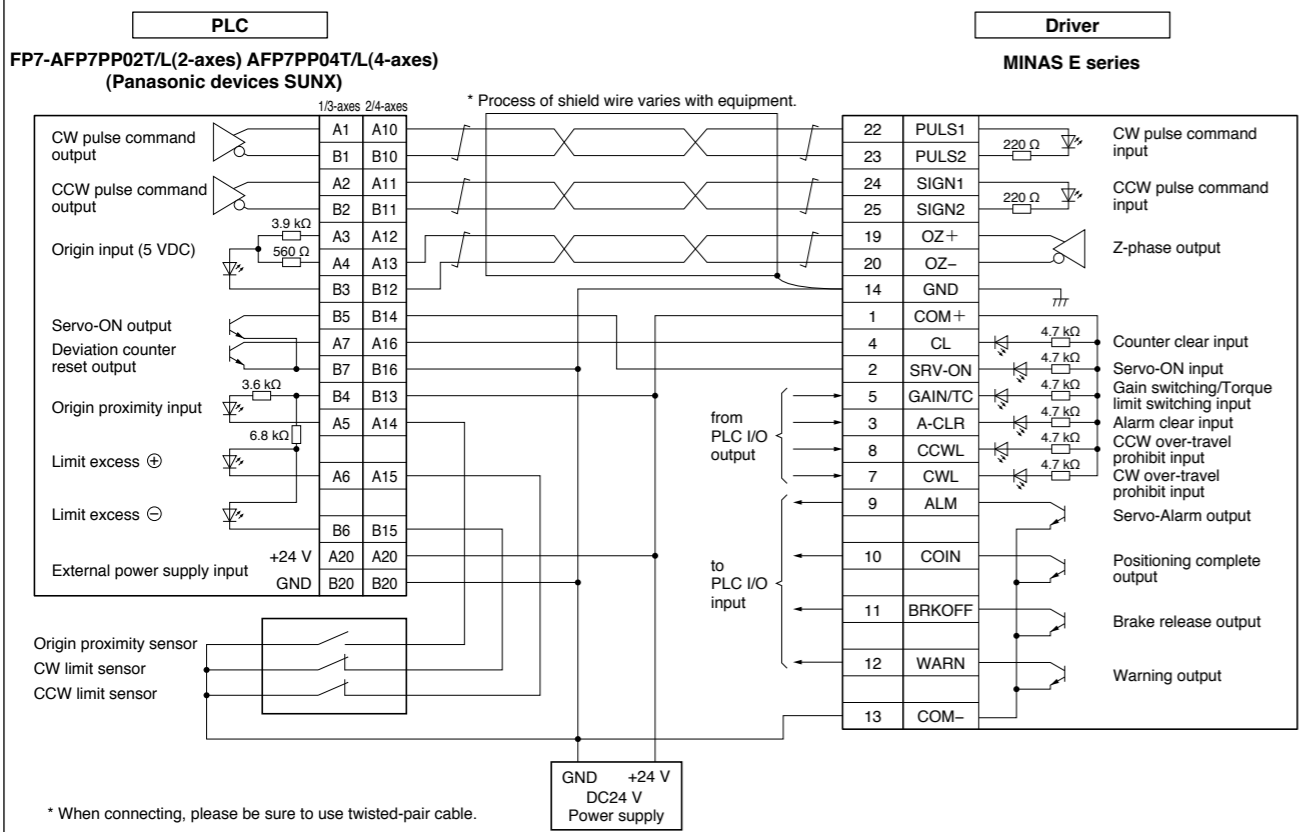 PLC
Driver
FP7-AFP7PP02T/L(2-axes) AFP7PP04T/L(4-axes)
(Panasonic devices SUNX)
MINAS E series
1/3-axes 2/4-axes
* Process of shield wire varies with equipment.
CW pulse command
output
A1 A10
B1 B10
CCW pulse command
output
A2 A11
B2 B11
Origin input (5 VDC)
3.9 kΩ
560 Ω
A3 A12
A4 A13
B3 B12
Servo-ON output
B5 B14
Deviation counter
reset output
A7 A16
B7 B16
Origin proximity input
3.6 kΩ
6.8 kΩ
B4 B13
A5 A14
Limit excess ⊕
A6 A15
Limit excess ⊖
B6 B15
External power supply input
+24 V A20 A20
GND B20 B20
Origin proximity sensor
CW limit sensor
CCW limit sensor
22 PULS1
23 PULS2
220 Ω
CW pulse command
input
24 SIGN1
25 SIGN2
220 Ω
CCW pulse command
input
19 OZ+
20 OZ−
Z-phase output
14 GND
1 COM+
4 CL 4.7 kΩ Counter clear input
2 SRV-ON 4.7 kΩ Servo-ON input
5 GAIN/TC 4.7 kΩ Gain switching/Torque
limit switching input
3 A-CLR 4.7 kΩ Alarm clear input
8 CCWL 4.7 kΩ CCW over-travel
prohibit input
7 CWL 4.7 kΩ CW over-travel
prohibit input
from
PLC I/O
output
9 ALM Servo-Alarm output
10 COIN Positioning complete
output
11 BRKOFF Brake release output
12 WARN Warning output
13 COM−
to
PLC I/O
input
GND +24 V
DC24 V
Power supply
* When connecting, please be sure to use twisted-pair cable.